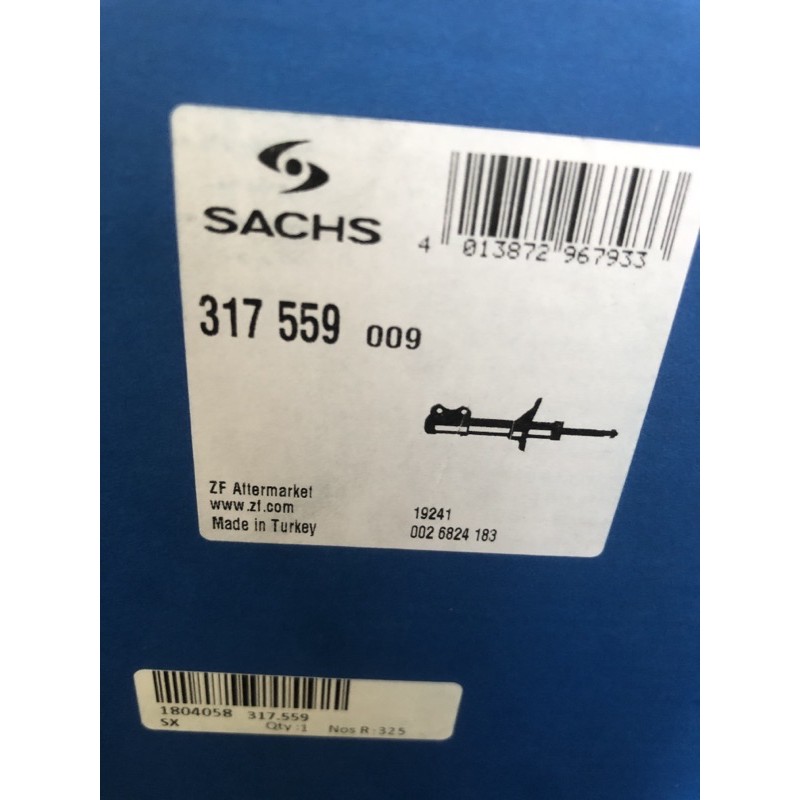 SACHS
4 013872 967933
317 559 009
ZF Aftermarket
www.zf.com
Made in Turkey
19241
002 6824 183
1804058 317.559
SX Qty :1 Nos R :325